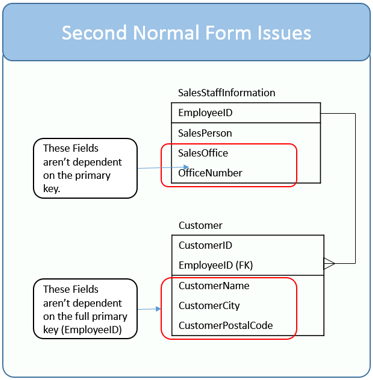 Second Normal Form Issues
SalesStaffInformation
EmployeeID
SalesPerson
SalesOffice
OfficeNumber
These Fields
aren't dependent
on the primary
key.
Customer
CustomerID
EmployeeID (FK)
CustomerName
CustomerCity
CustomerPostalCode
These Fields
aren't dependent
on the full primary
key (EmployeeID)